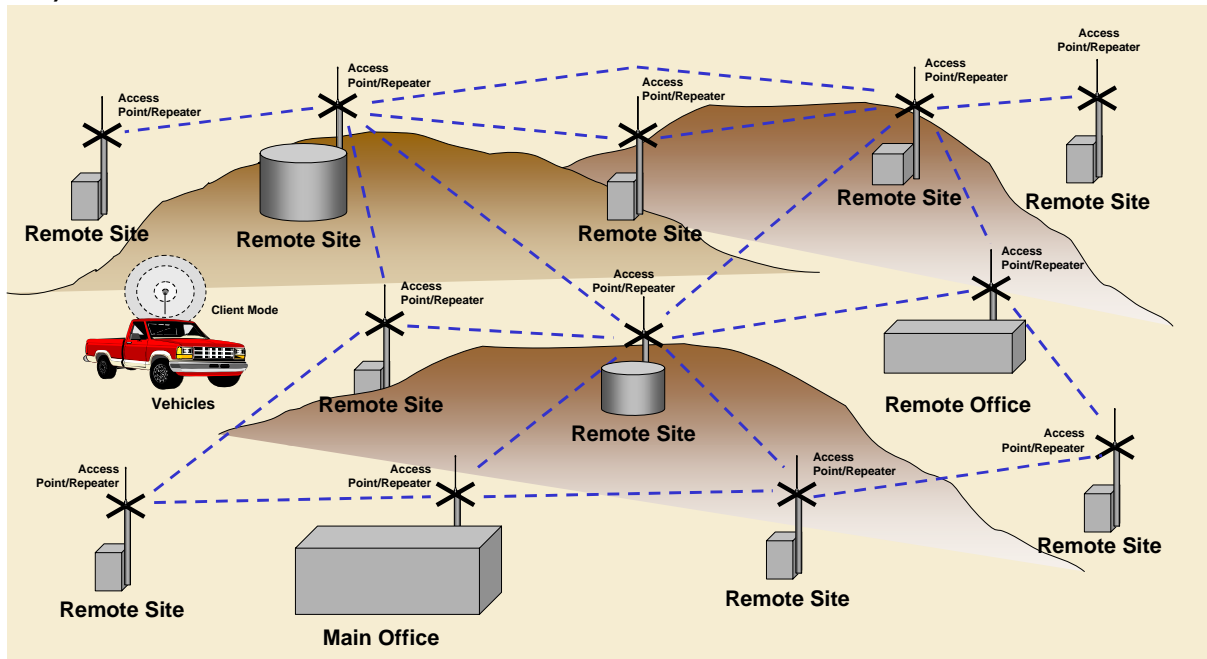 Access
Point/Repeater
Access
Point/Repeater
Access
Point/Repeater
Access
Point/Repeater
Access
Point/Repeater
Remote Site
Remote Site
Remote Site
Remote Site
Remote Site
Client Mode
Vehicles
Access
Point/Repeater
Remote Site
Access
Point/Repeater
Remote Site
Access
Point/Repeater
Remote Office
Access
Point/Repeater
Remote Site
Access
Point/Repeater
Main Office
Access
Point/Repeater
Remote Site
Access
Point/Repeater
Remote Site